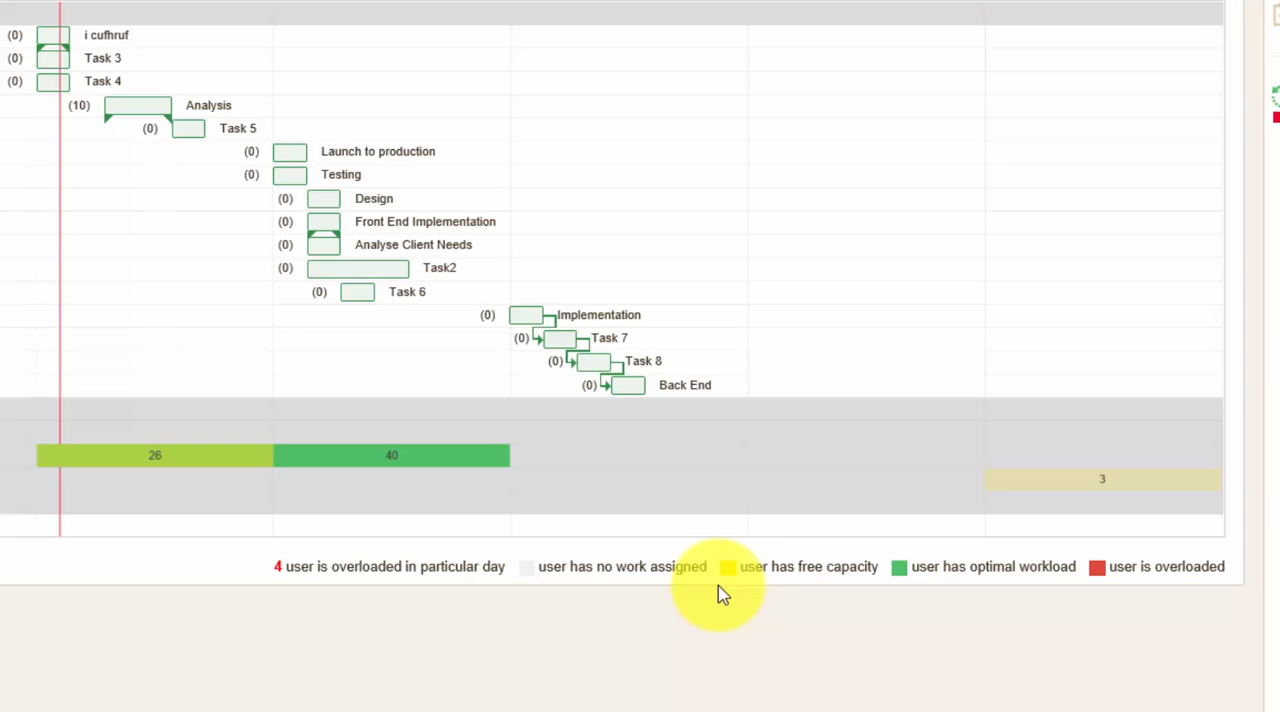 (0) i cufhruf
(0) Task 3
(0) Task 4
(10) Analysis
(0) Task 5
(0) Launch to production
(0) Testing
(0) Design
(0) Front End Implementation
(0) Analyse Client Needs
(0) Task2
(0) Task 6
(0) Implementation
(0) Task 7
(0) Task 8
(0) Back End
26 40
3
4 user is overloaded in particular day user has no work assigned user has free capacity user has optimal workload user is overloaded